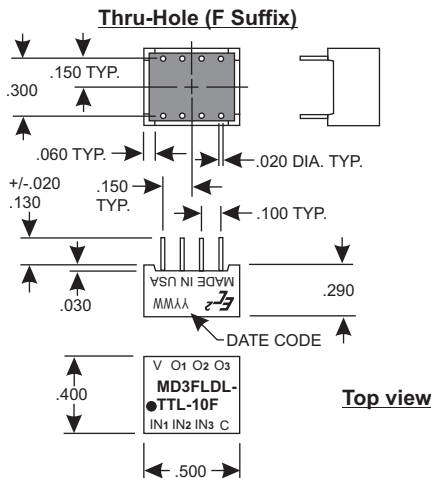 Thru-Hole (F Suffix)
.150 TYP.
.300
.060 TYP.
.020 DIA. TYP.
+/-.020
.130
.150
TYP.
.100 TYP.
.030
MADE IN USA
YYWW
EC2
.290
DATE CODE
.400
V O1 O2 O3
MD3FLDL-
TTL-10F
IN1 IN2 IN3 C
Top view
.500